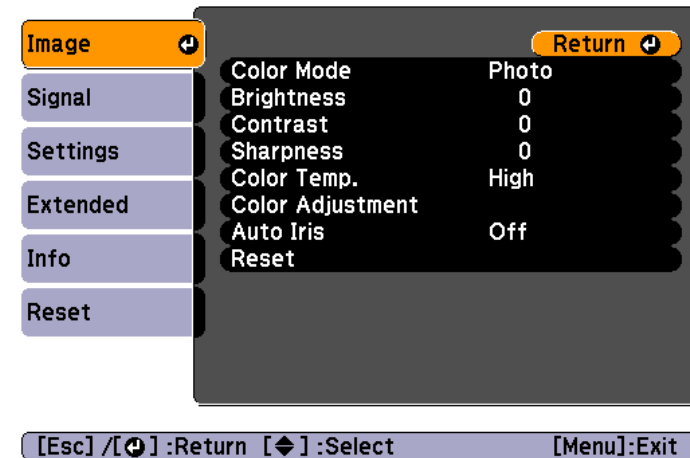 Image
Signal
Settings
Extended
Info
Reset
Return
Color Mode Photo
Brightness 0
Contrast 0
Sharpness 0
Color Temp. High
Color Adjustment
Auto Iris Off
Reset
[Esc] /[⏎] :Return [◆] :Select [Menu]:Exit